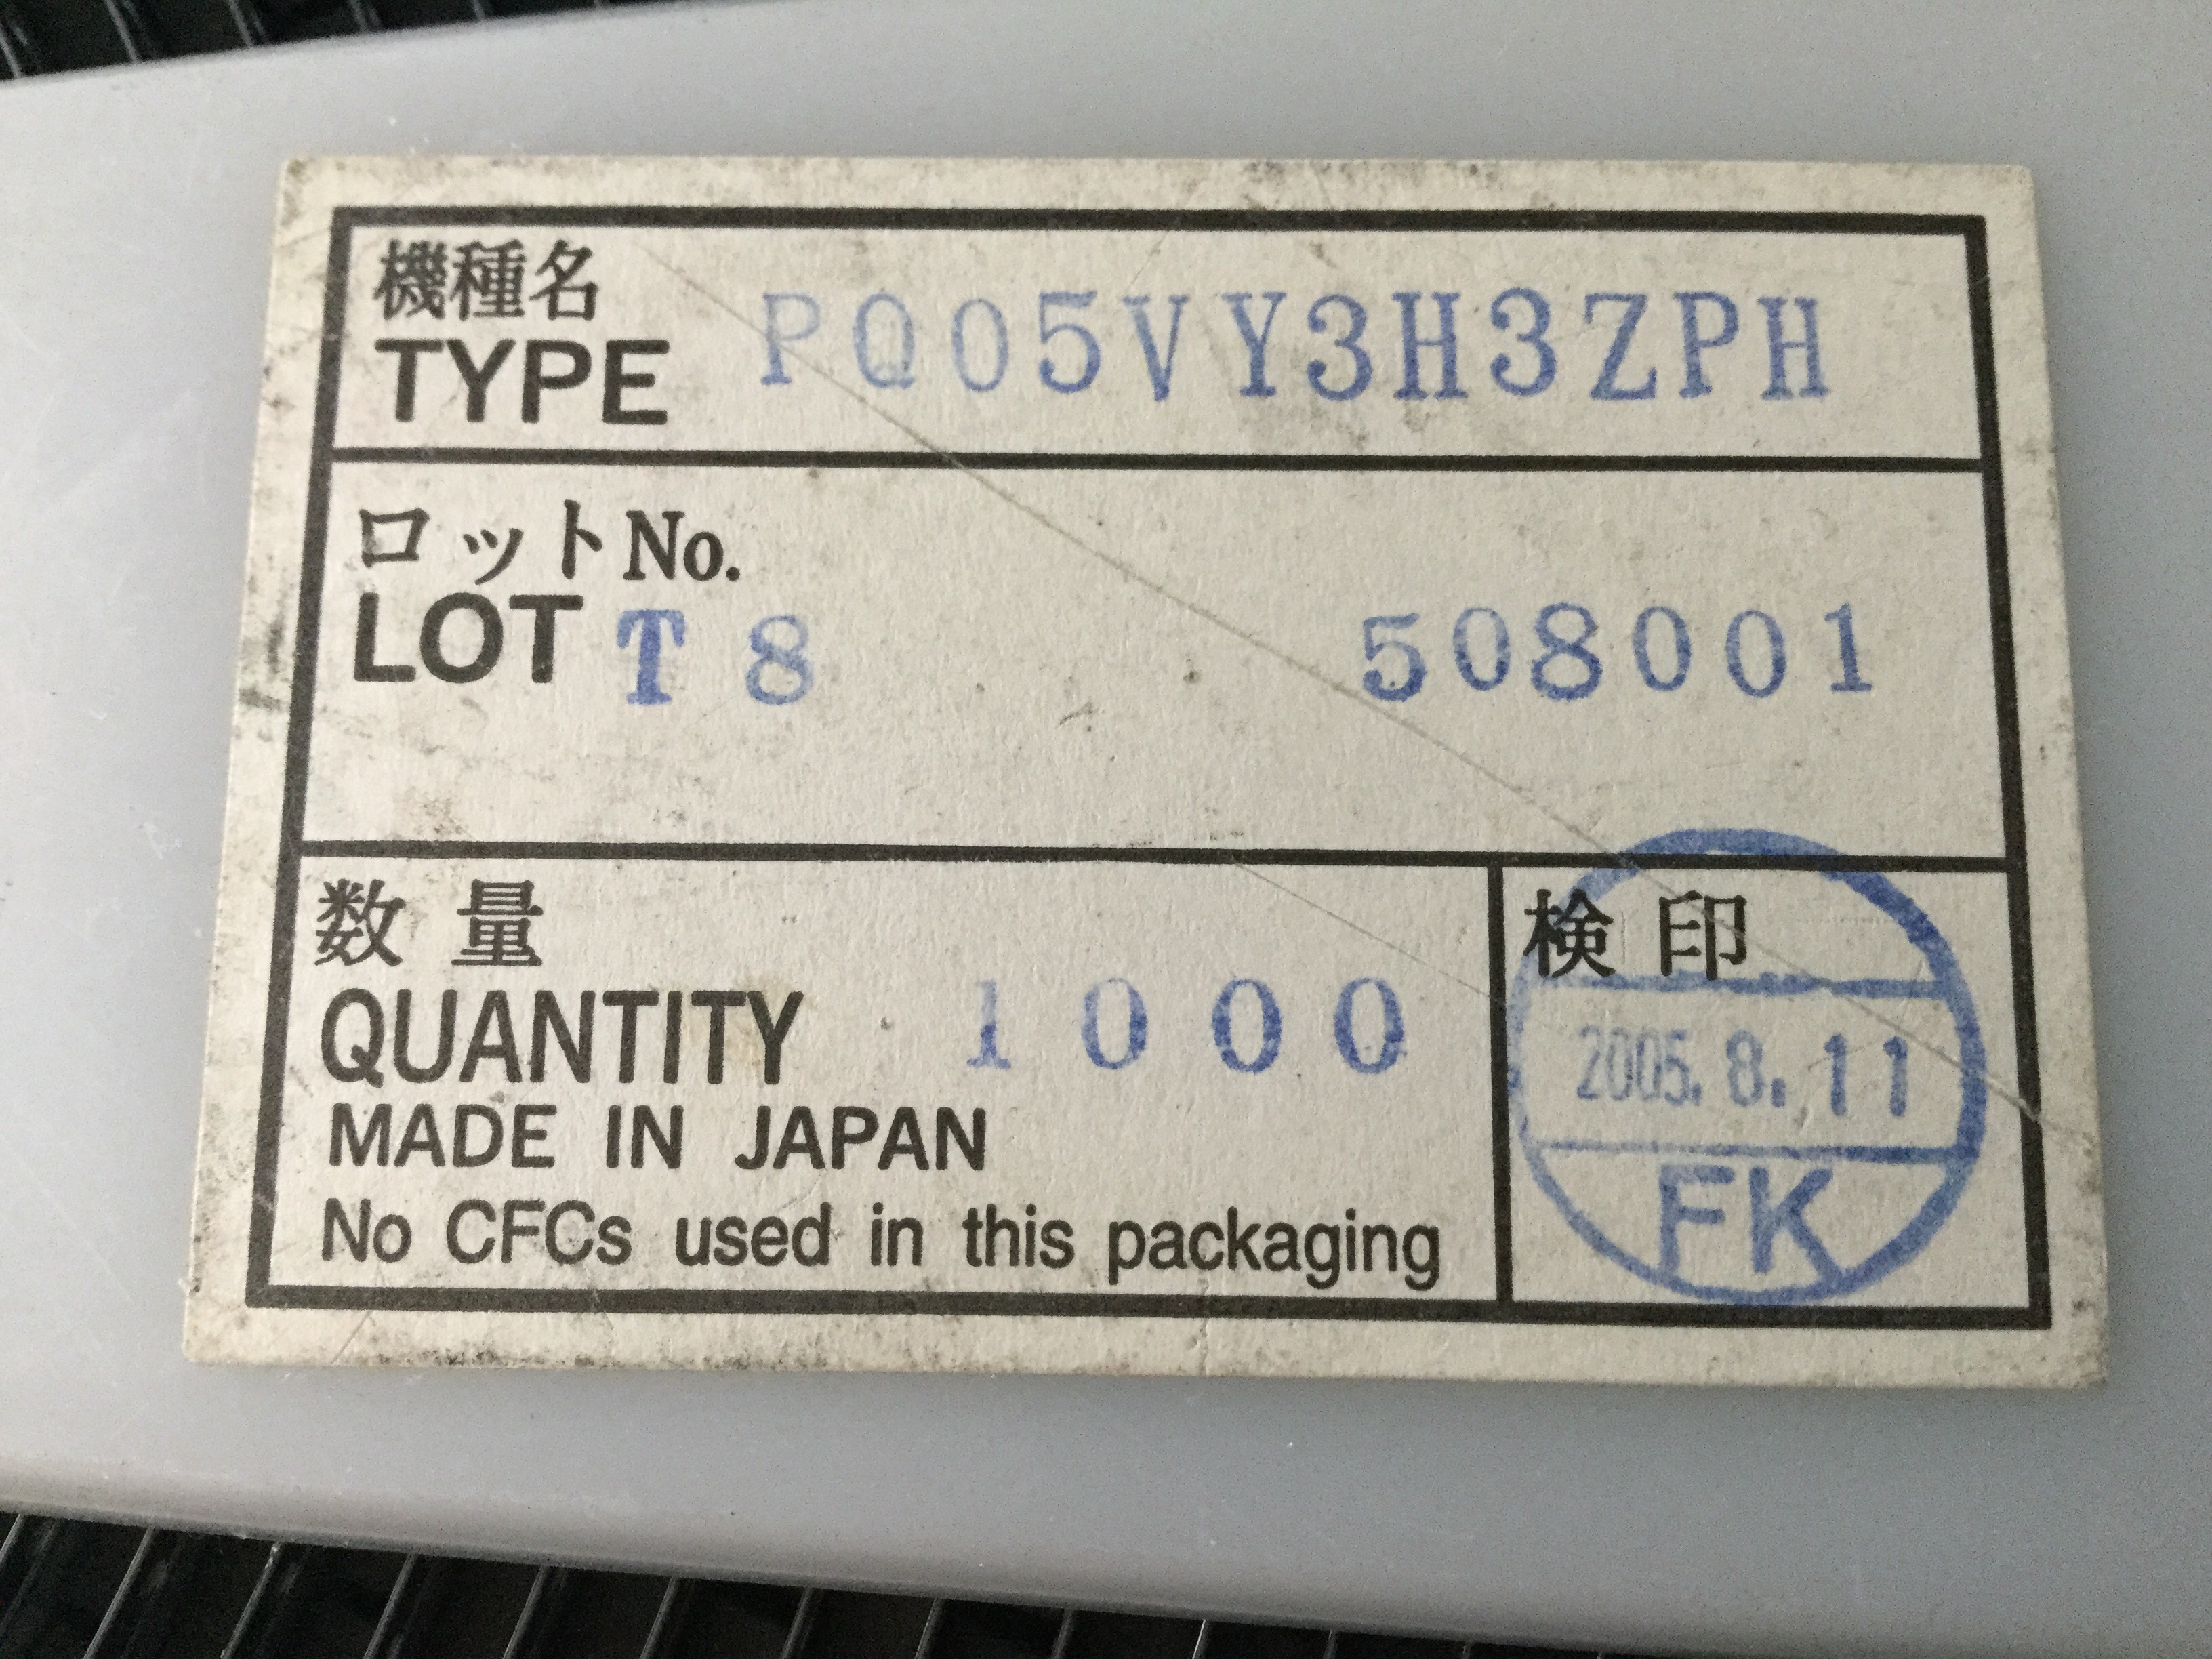 機種名
TYPE PQ05VY3H3ZPH
ロットNo.
LOT T8 508001
数量
QUANTITY 1000
MADE IN JAPAN
No CFCs used in this packaging
検印
2005.8.11
FK